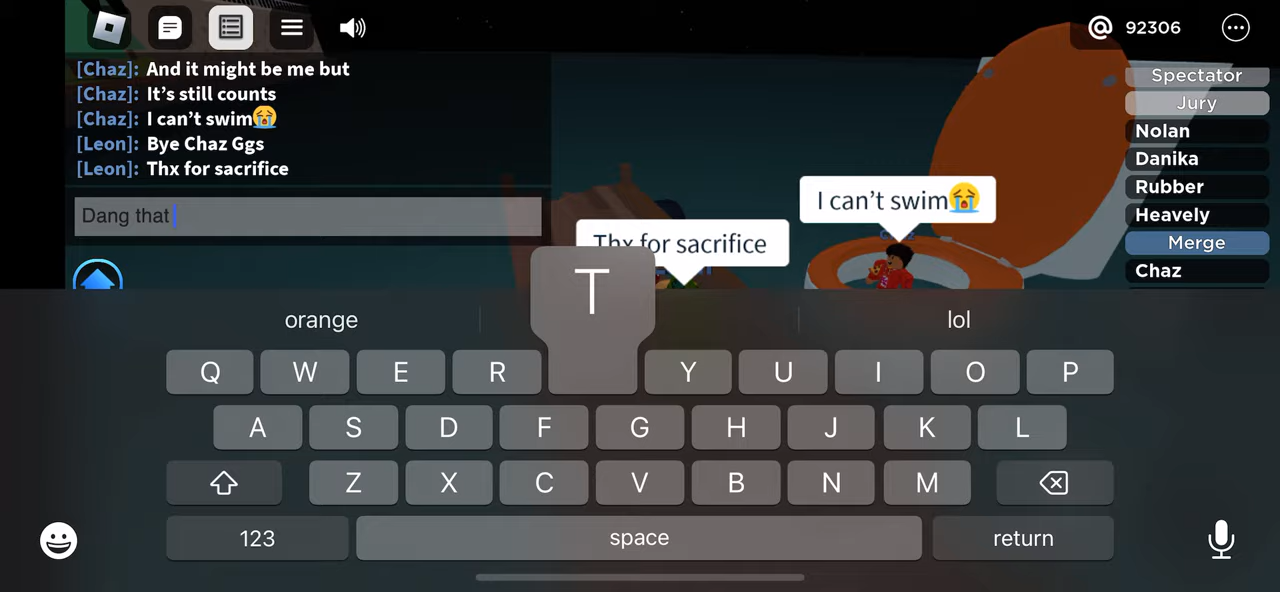 92306
[Chaz]: And it might be me but
[Chaz]: It's still counts
[Chaz]: I can't swim😭
[Leon]: Bye Chaz Ggs
[Leon]: Thx for sacrifice
Dang that
Thx for sacrifice
I can't swim😭
Spectator
Jury
Nolan
Danika
Rubber
Heavely
Merge
Chaz
orange
lol
T
Q W E R Y U I O P
A S D F G H J K L
Z X C V B N M
123 space return